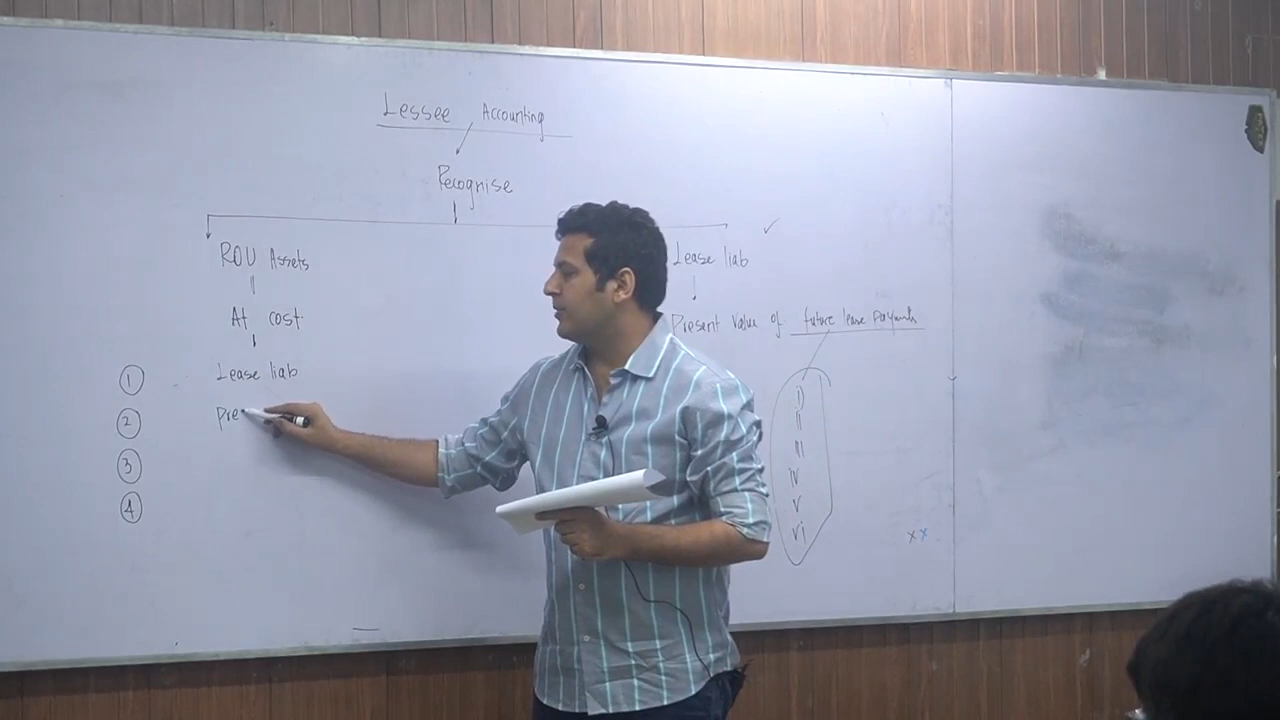 Lessee Accounting
Recognise
ROU Assets
Lease liab
At cost
Present value of future lease payments
① Lease liab
② Pre
③
④
i)
ii
iii
iv
v
vi
xx